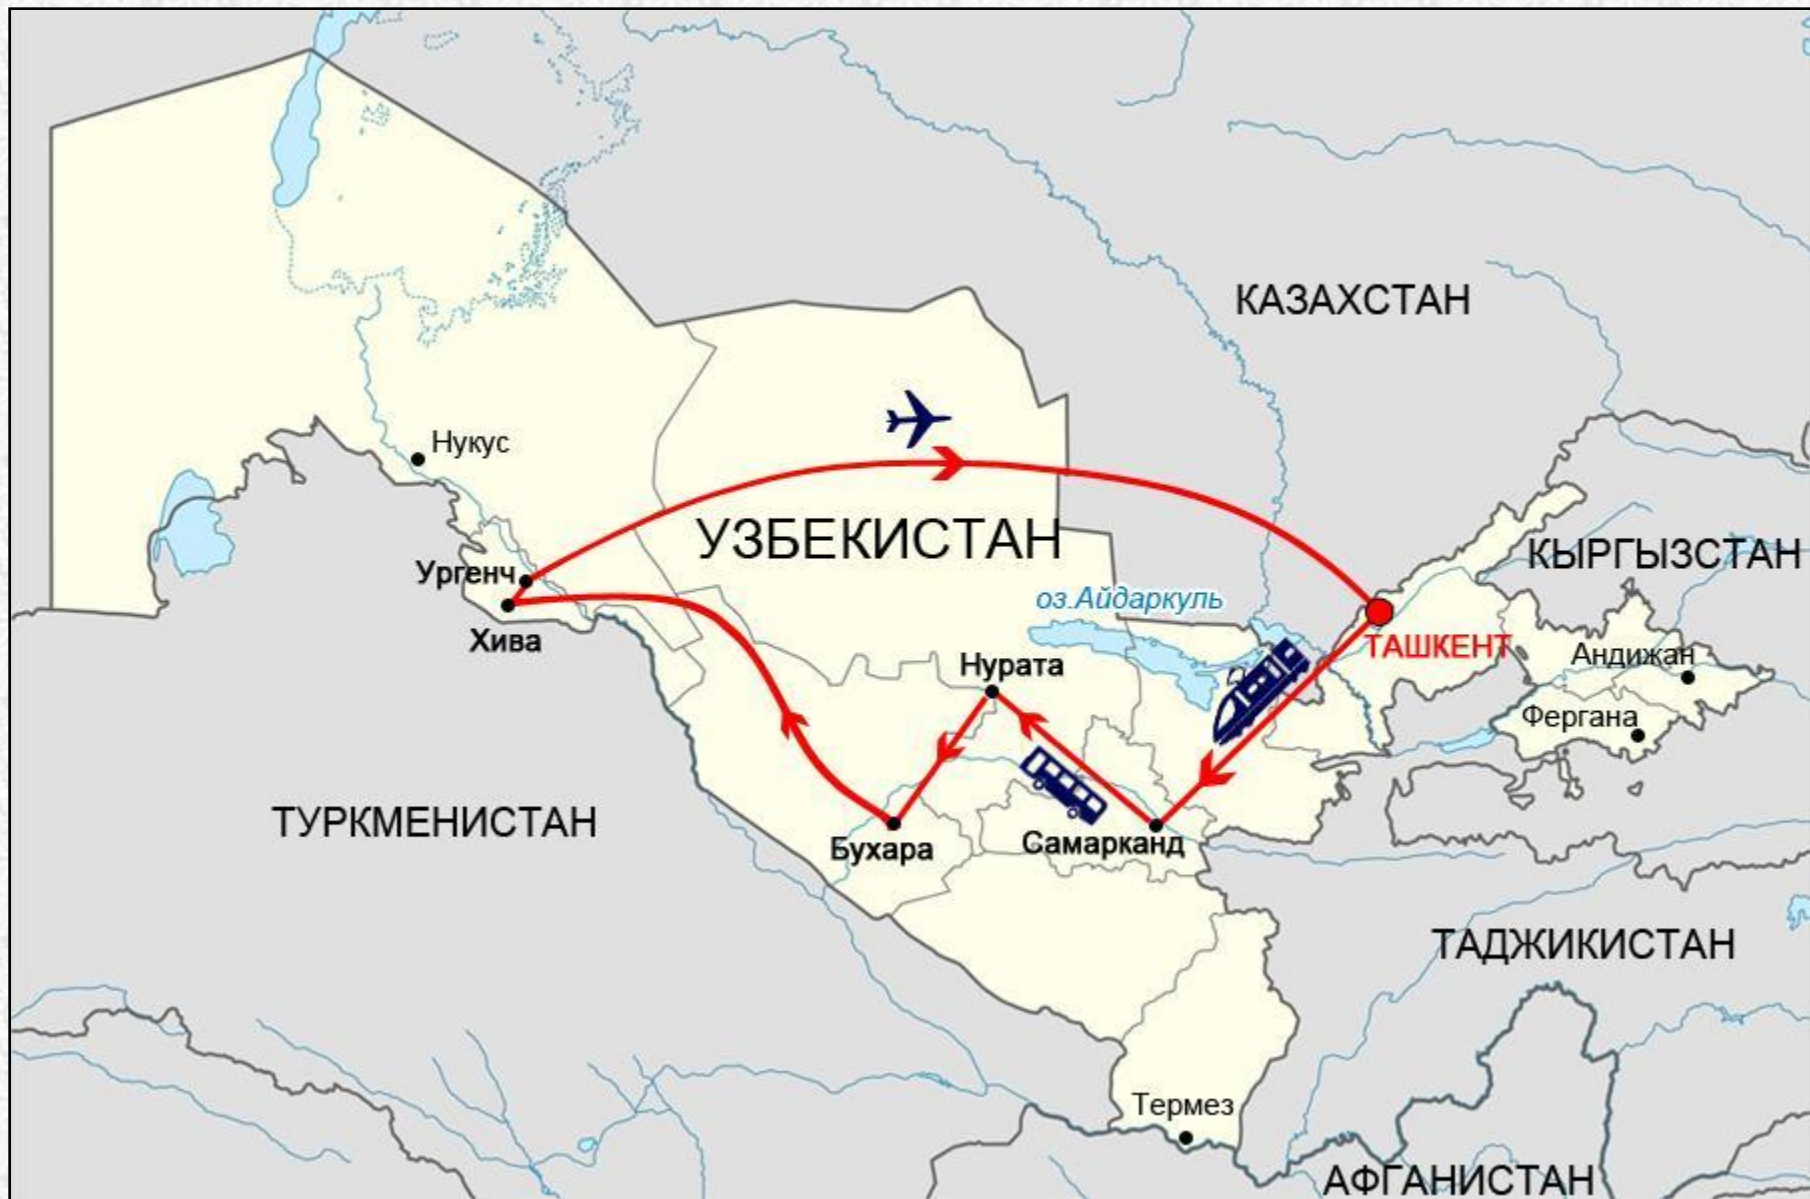 КАЗАХСТАН
Нукус
УЗБЕКИСТАН
КЫРГЫЗСТАН
Ургенч
оз.Айдаркуль
Хива
ТАШКЕНТ
Нурата
Андижан
Фергана
ТУРКМЕНИСТАН
Бухара
Самарканд
ТАДЖИКИСТАН
Термез
АФГАНИСТАН